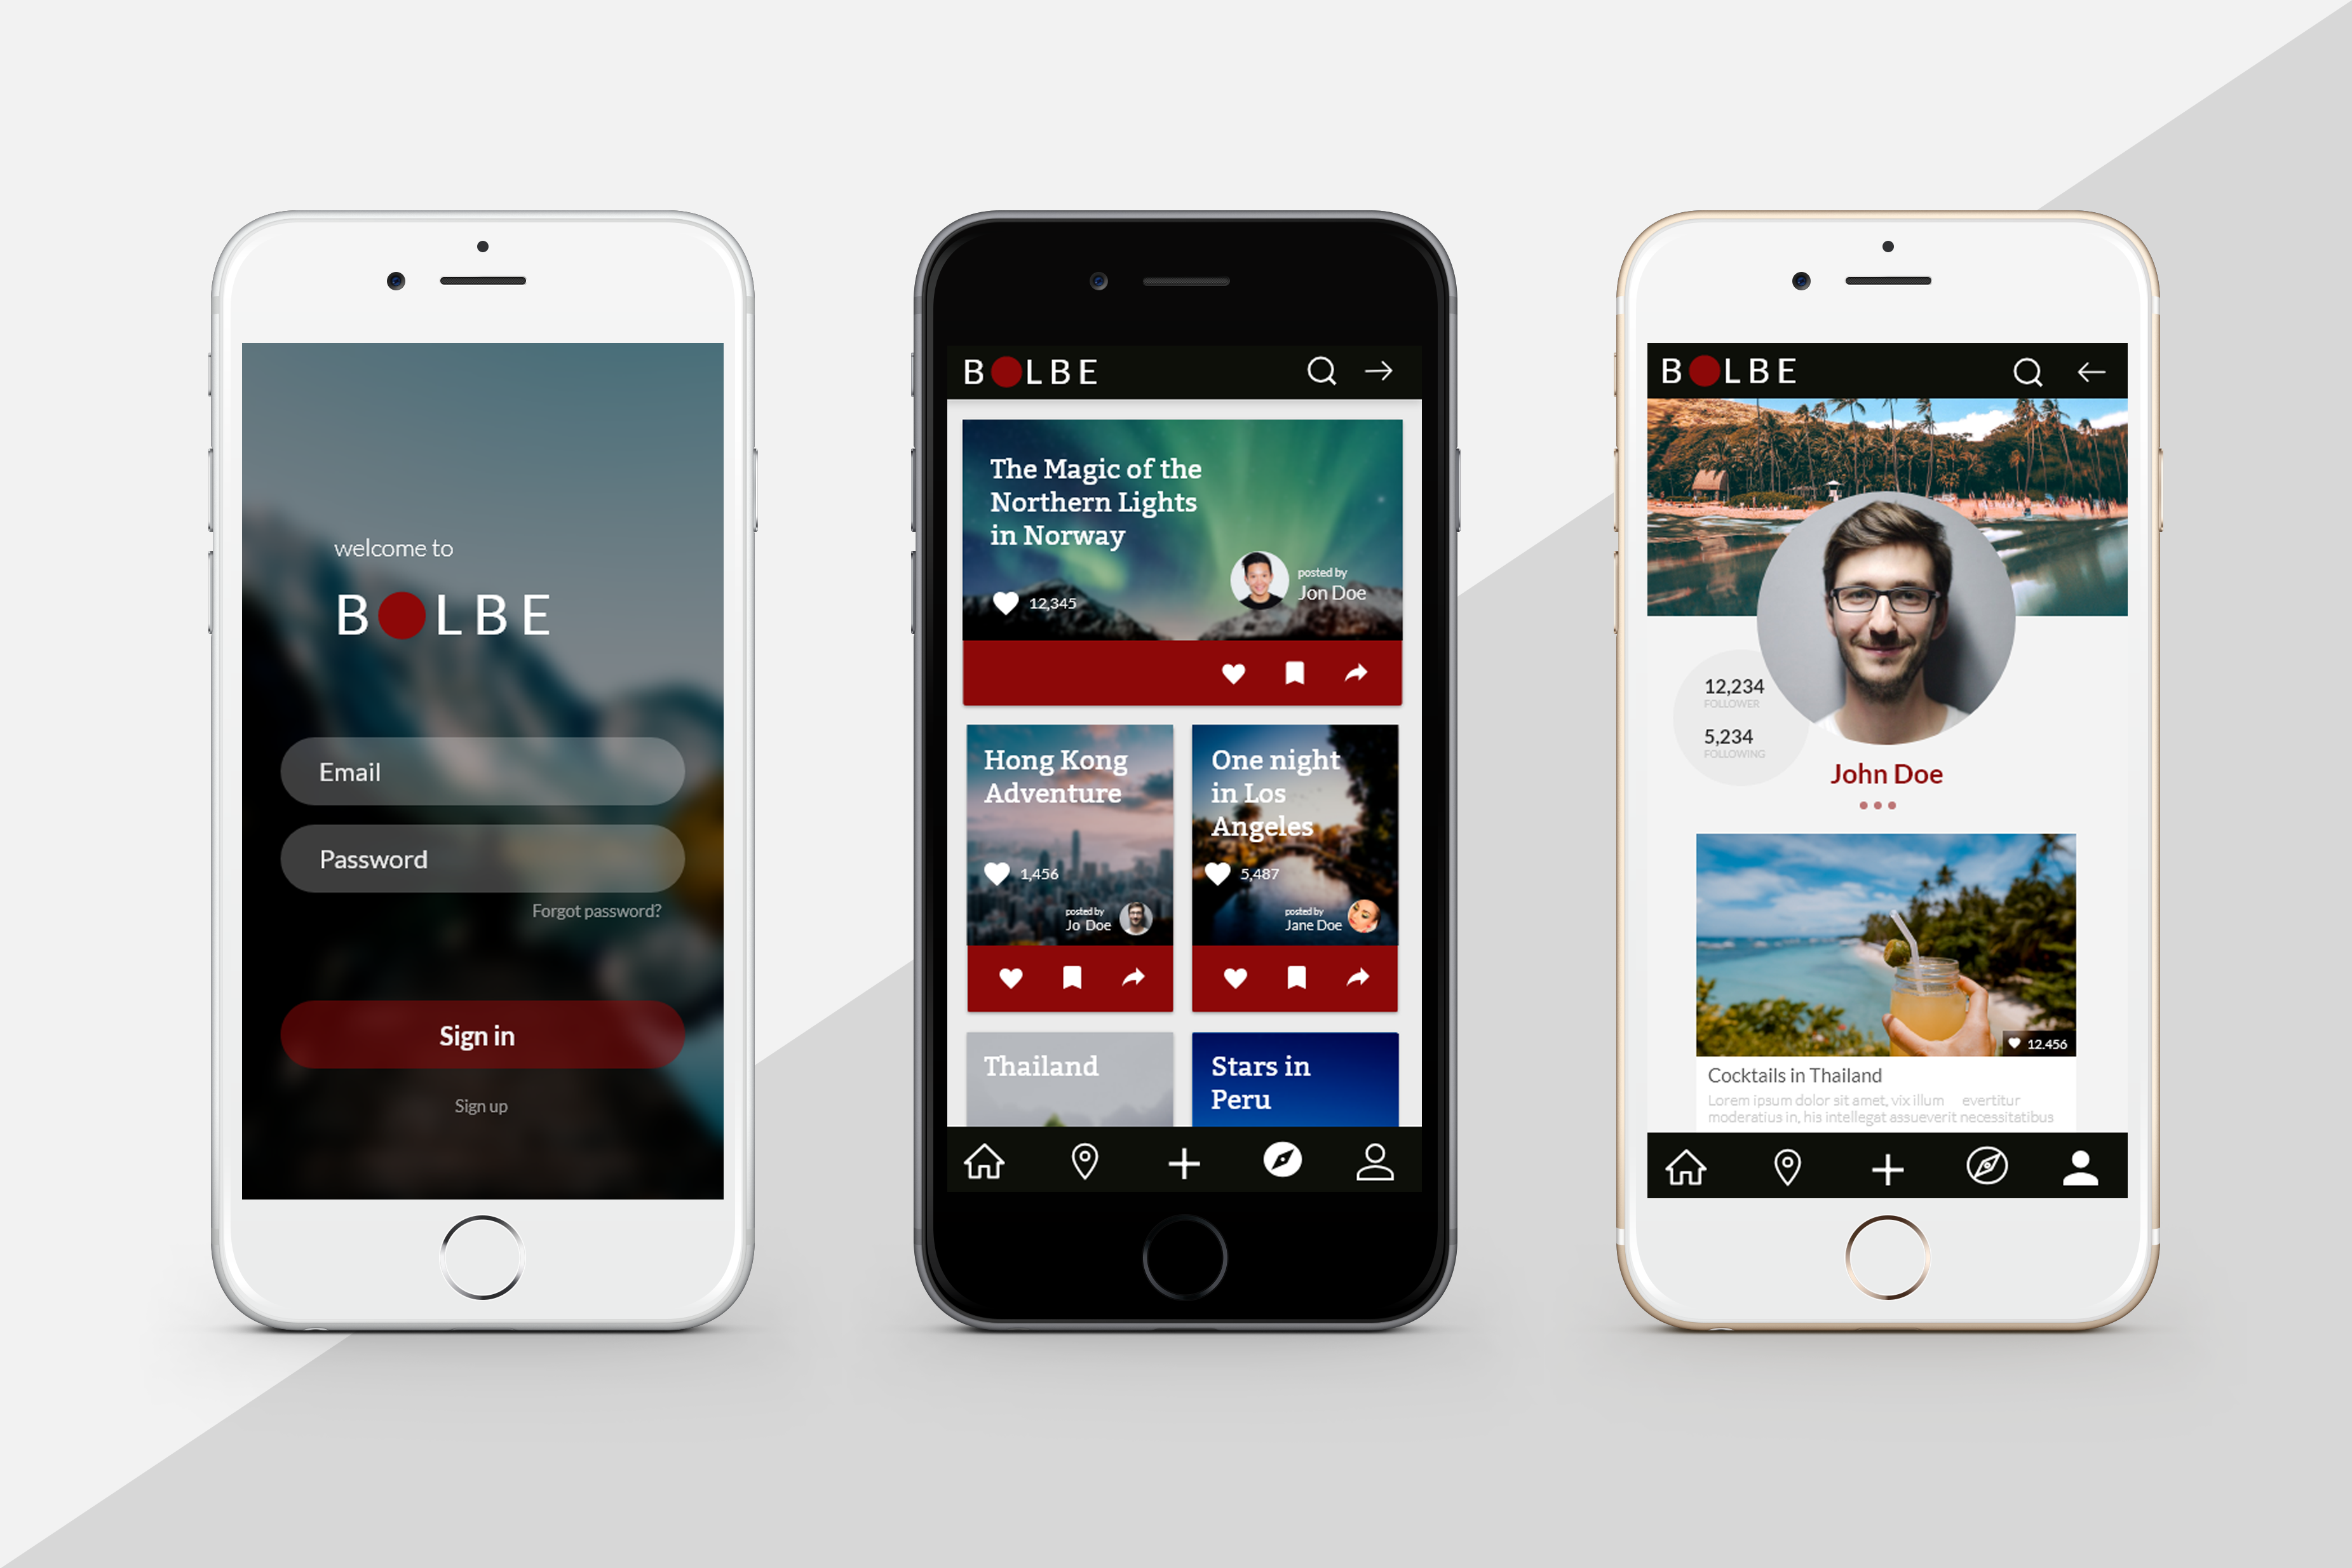 welcome to
B●LBE
Email
Password
Forgot password?
Sign in
Sign up
B●LBE
The Magic of the
Northern Lights
in Norway
12,345
posted by
Jon Doe
Hong Kong
Adventure
1,456
posted by
Jo Doe
One night
in Los
Angeles
5,487
posted by
Jane Doe
Thailand
Stars in
Peru
B●LBE
12,234
FOLLOWER
5,234
FOLLOWING
John Doe
12.456
Cocktails in Thailand
Lorem ipsum dolor sit amet, vix illum evertitur
moderatius in, his intellegat assueverit necessitatibus